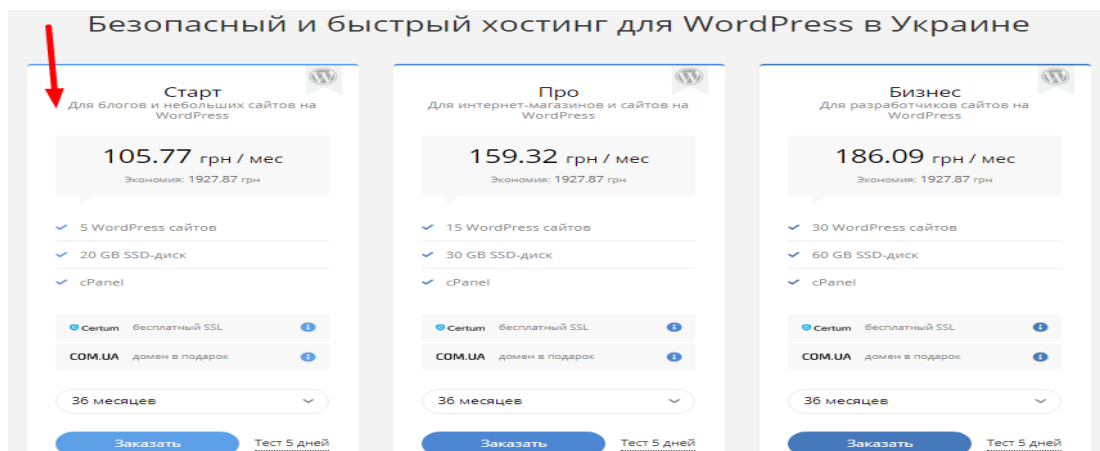 Безопасный и быстрый хостинг для WordPress в Украине
Старт
Для блогов и небольших сайтов на
WordPress
105.77 грн / мес
Экономия: 1927.87 грн
5 WordPress сайтов
20 GB SSD-диск
cPanel
Certum бесплатный SSL
COM.UA домен в подарок
36 месяцев
Заказать Тест 5 дней
Про
Для интернет-магазинов и сайтов на
WordPress
159.32 грн / мес
Экономия: 1927.87 грн
15 WordPress сайтов
30 GB SSD-диск
cPanel
Certum бесплатный SSL
COM.UA домен в подарок
36 месяцев
Заказать Тест 5 дней
Бизнес
Для разработчиков сайтов на
WordPress
186.09 грн / мес
Экономия: 1927.87 грн
30 WordPress сайтов
60 GB SSD-диск
cPanel
Certum бесплатный SSL
COM.UA домен в подарок
36 месяцев
Заказать Тест 5 дней